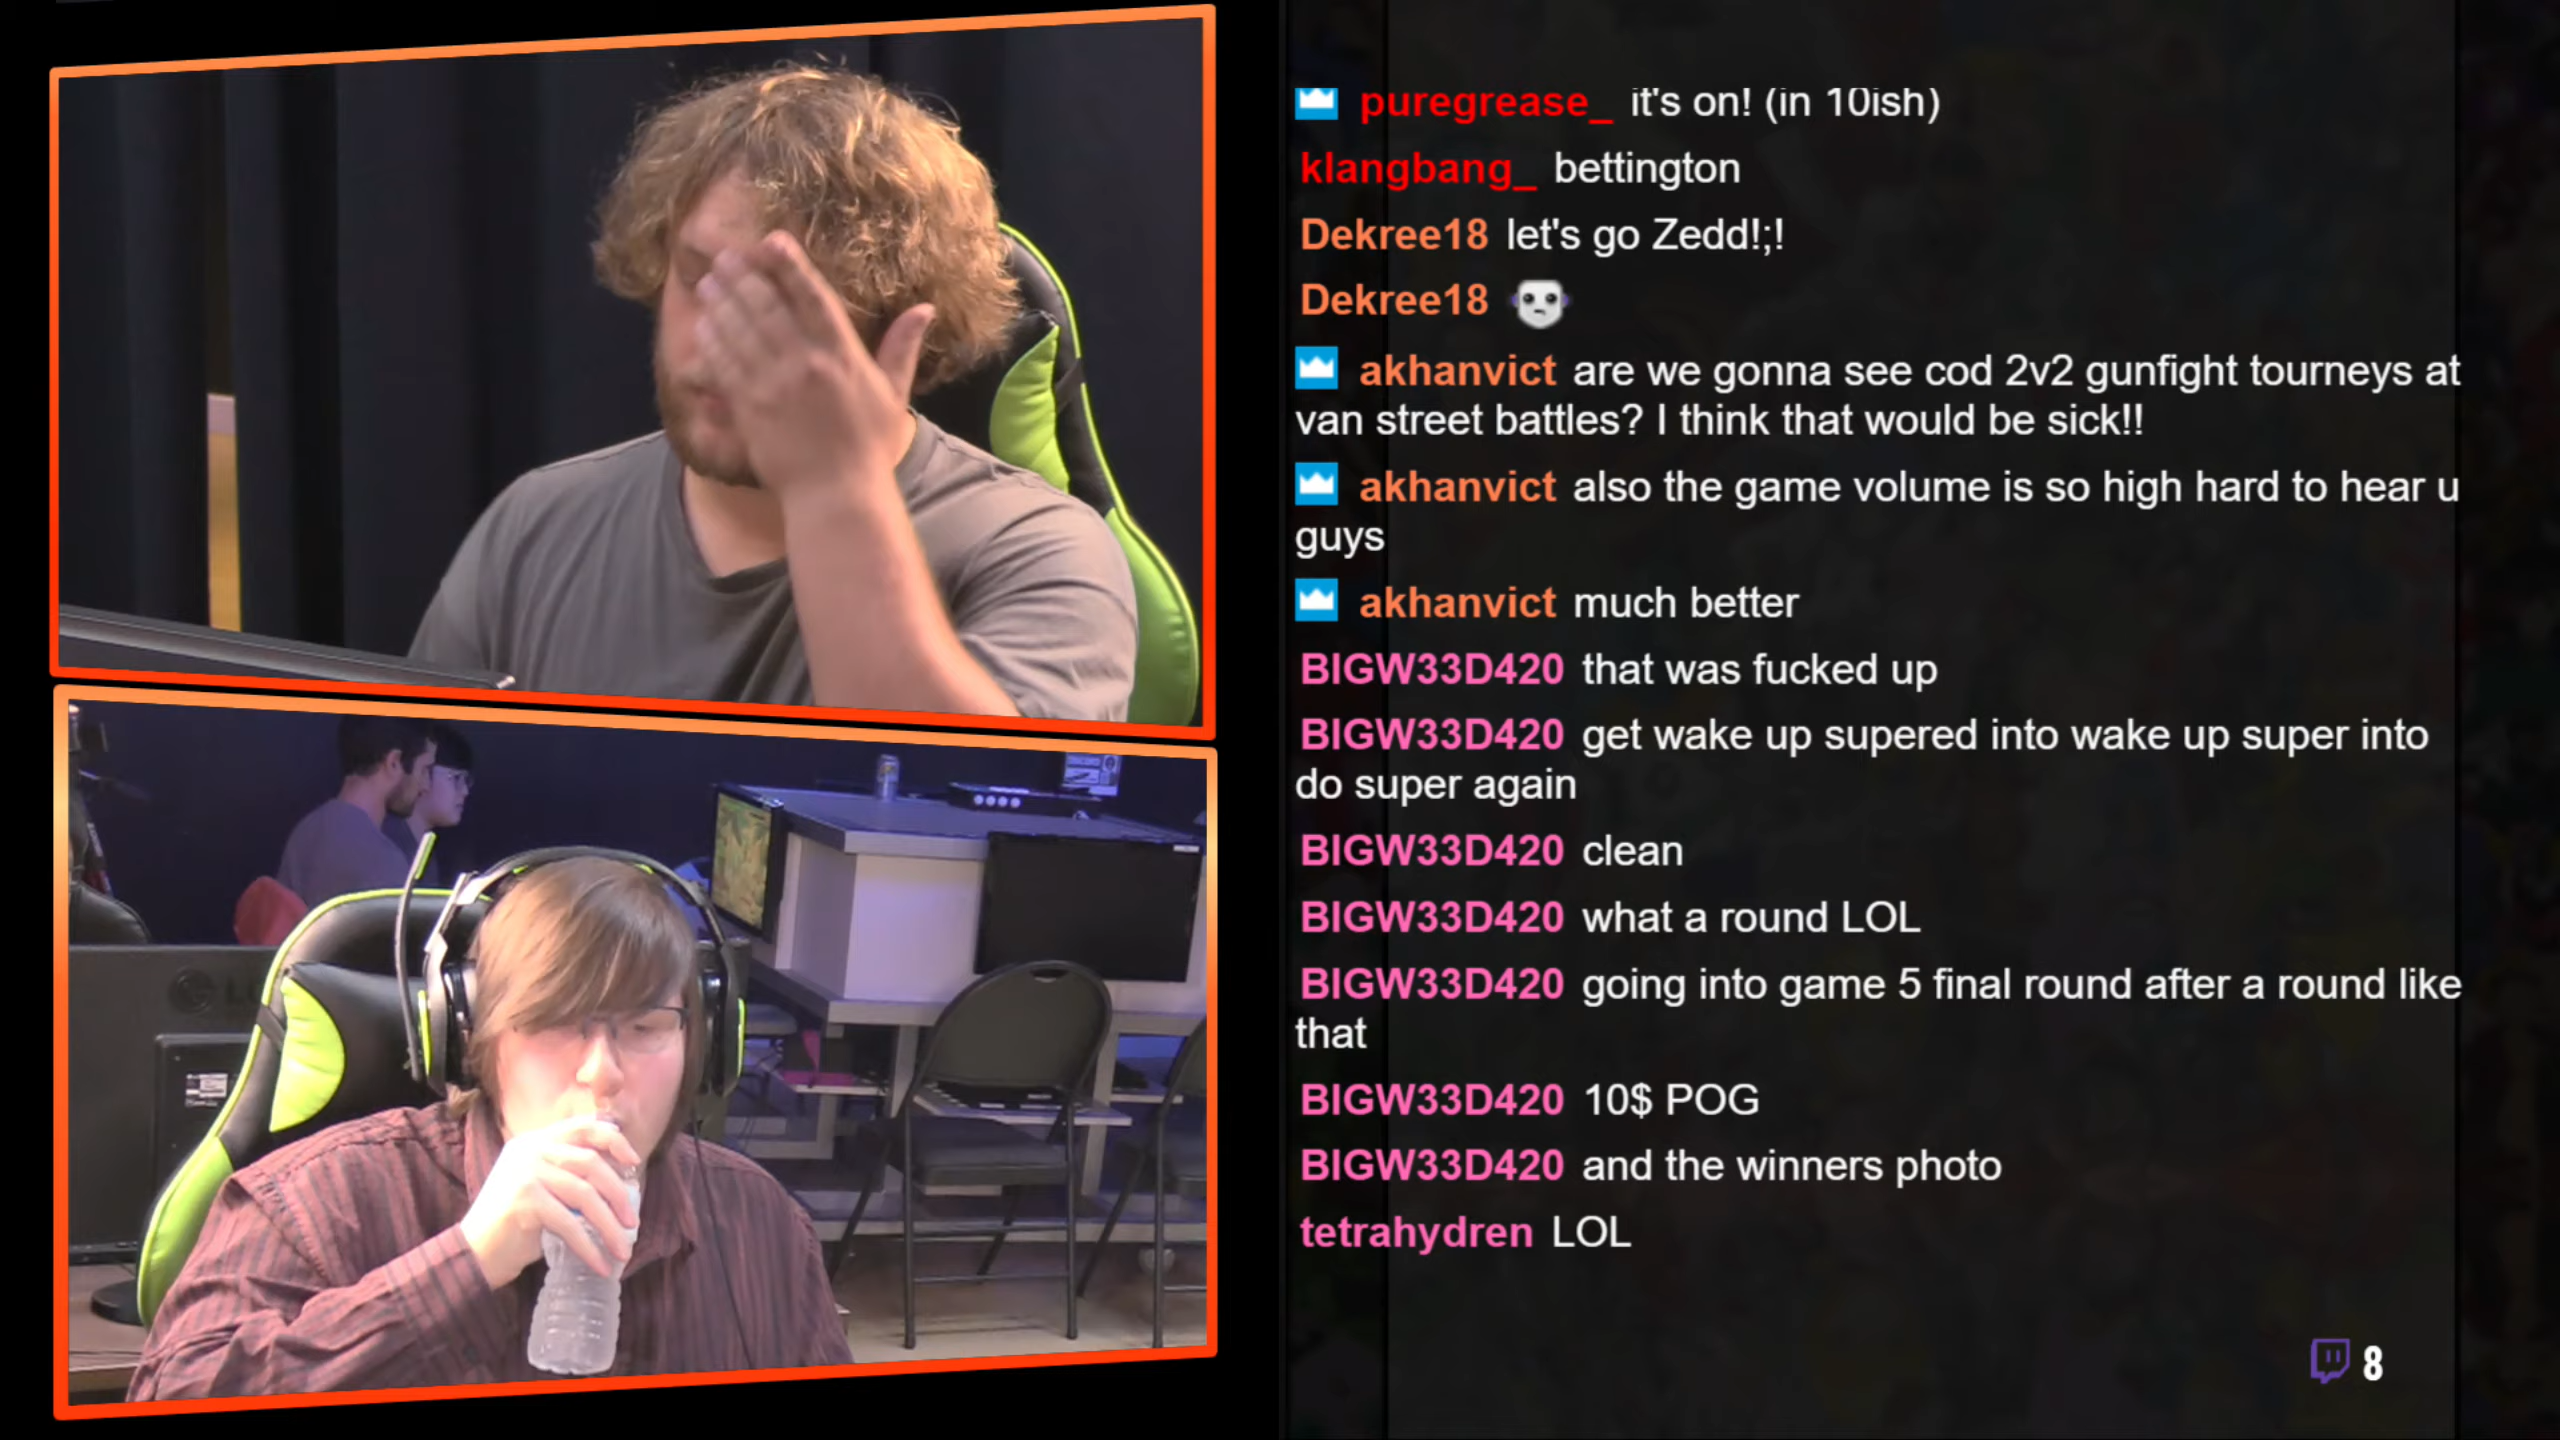 puregrease_ it's on! (in 10ish)
klangbang_ bettington
Dekree18 let's go Zedd!;!
Dekree18
akhanvict are we gonna see cod 2v2 gunfight tourneys at
van street battles? I think that would be sick!!
akhanvict also the game volume is so high hard to hear u
guys
akhanvict much better
BIGW33D420 that was fucked up
BIGW33D420 get wake up supered into wake up super into
do super again
BIGW33D420 clean
BIGW33D420 what a round LOL
BIGW33D420 going into game 5 final round after a round like
that
BIGW33D420 10$ POG
BIGW33D420 and the winners photo
tetrahydren LOL
8